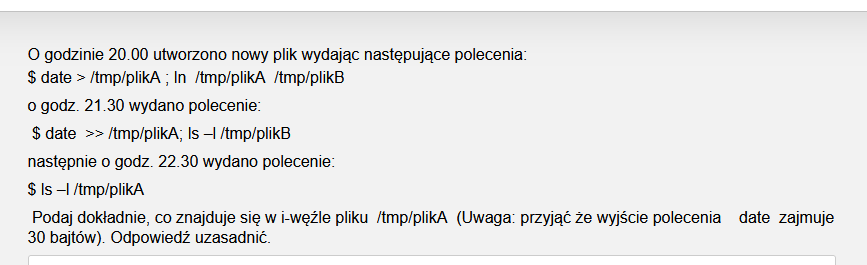 O godzinie 20.00 utworzono nowy plik wydając następujące polecenia:
$ date > /tmp/plikA ; ln  /tmp/plikA  /tmp/plikB
o godz. 21.30 wydano polecenie:
$ date  >> /tmp/plikA; ls –l /tmp/plikB
następnie o godz. 22.30 wydano polecenie:
$ ls –l /tmp/plikA
Podaj dokładnie, co znajduje się w i-węźle pliku  /tmp/plikA  (Uwaga: przyjąć że wyjście polecenia    date  zajmuje
30 bajtów). Odpowiedź uzasadnić.